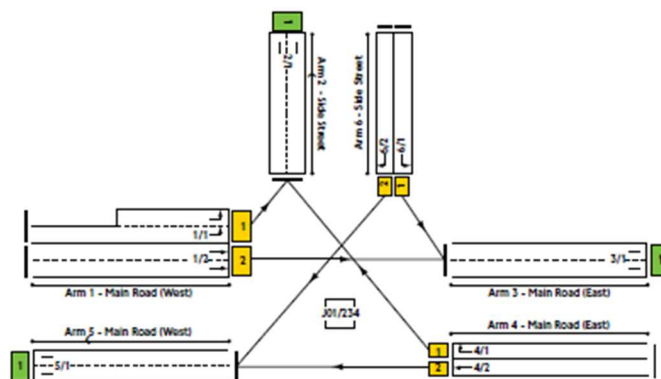 1
2/1
Arm 2 - Side Street
Arm 6 - Side Street
6/2
6/1
2
1
1/1
1
1/2
2
3/1
1
Arm 1 - Main Road (West)
Arm 3 - Main Road (East)
J01/234
Arm 5 - Main Road (West)
Arm 4 - Main Road (East)
1
5/1
1
4/1
2
4/2